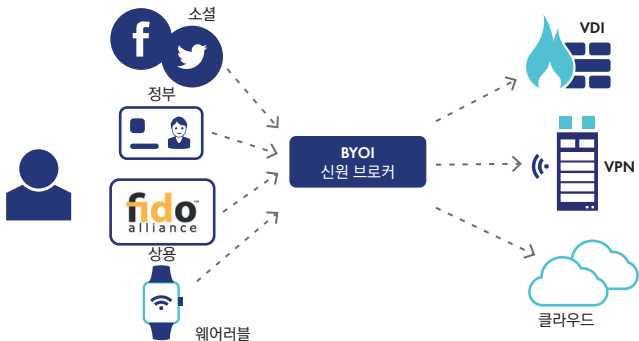 소셜
f
정부
fido™
alliance
상용
웨어러블
BYOI
신원 브로커
VDI
VPN
클라우드